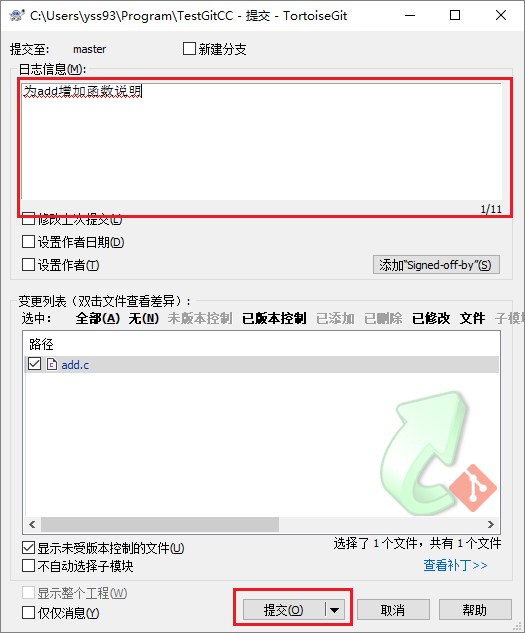 C:\Users\yss93\Program\TestGitCC - 提交 - TortoiseGit
提交至: master 新建分支
日志信息(M):
为add增加函数说明
1/11
修改上次提交(L)
设置作者日期(D)
设置作者(T) 添加"Signed-off-by"(S)
变更列表（双击文件查看差异）:
选中: 全部(A) 无(N) 未版本控制 已版本控制 已添加 已删除 已修改 文件 子模块
路径
add.c
选择了 1 个文件，共有 1 个文件
显示未受版本控制的文件(U)
不自动选择子模块 查看补丁>>
显示整个工程(W)
仅仅消息(Y) 提交(O) 取消 帮助